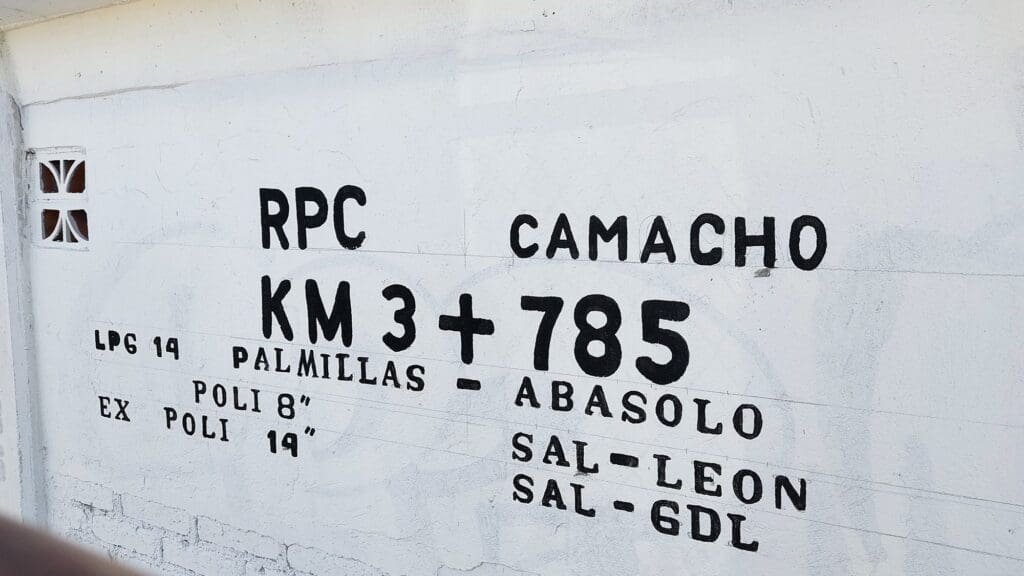 RPC CAMACHO
KM 3+785
LPG 14 PALMILLAS - ABASOLO
POLI 8" SAL-LEON
EX POLI 14" SAL-GDL